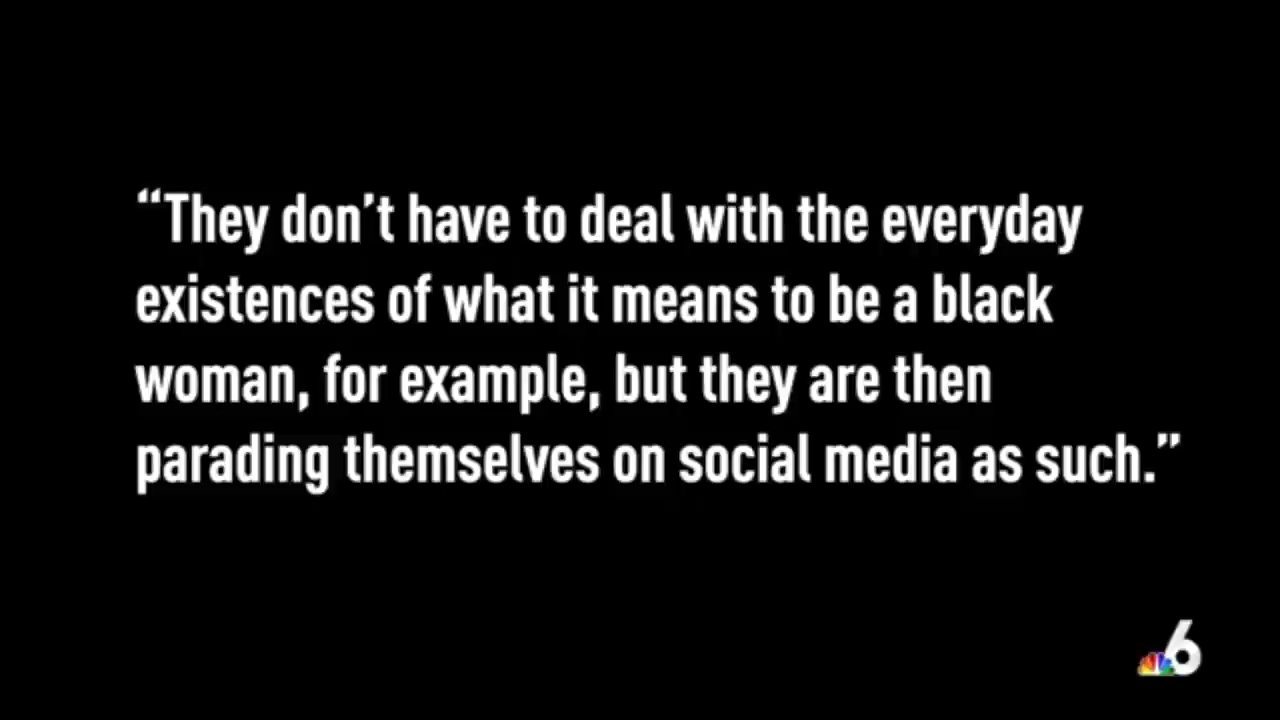 “They don’t have to deal with the everyday
existences of what it means to be a black
woman, for example, but they are then
parading themselves on social media as such.”
6